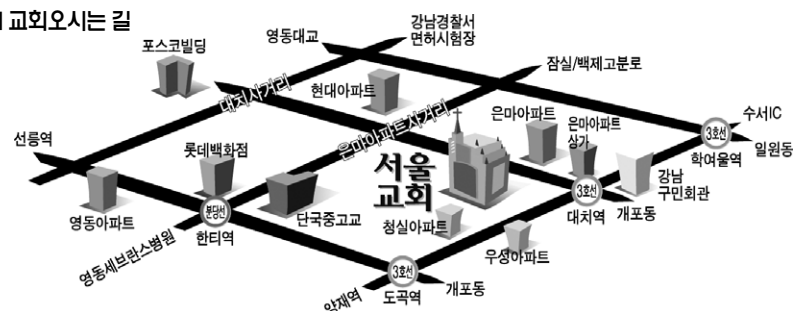 교회오시는 길
포스코빌딩
영동대교
강남경찰서
면허시험장
잠실/백제고분로
현대아파트
대치사거리
은마아파트사거리
은마아파트
은마아파트
상가
수서IC
3호선
학여울역
일원동
선릉역
롯데백화점
서울
교회
영동아파트
분당선
한티역
단국중고교
청실아파트
3호선
대치역
강남
구민회관
개포동
영동세브란스병원
우성아파트
3호선
도곡역
개포동
양재역